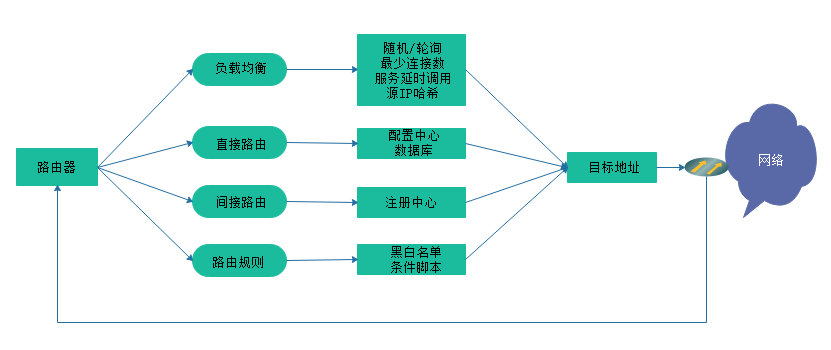 路由器
负载均衡
随机/轮询
最少连接数
服务延时调用
源IP哈希
直接路由
配置中心
数据库
间接路由
注册中心
路由规则
黑白名单
条件脚本
目标地址
网络